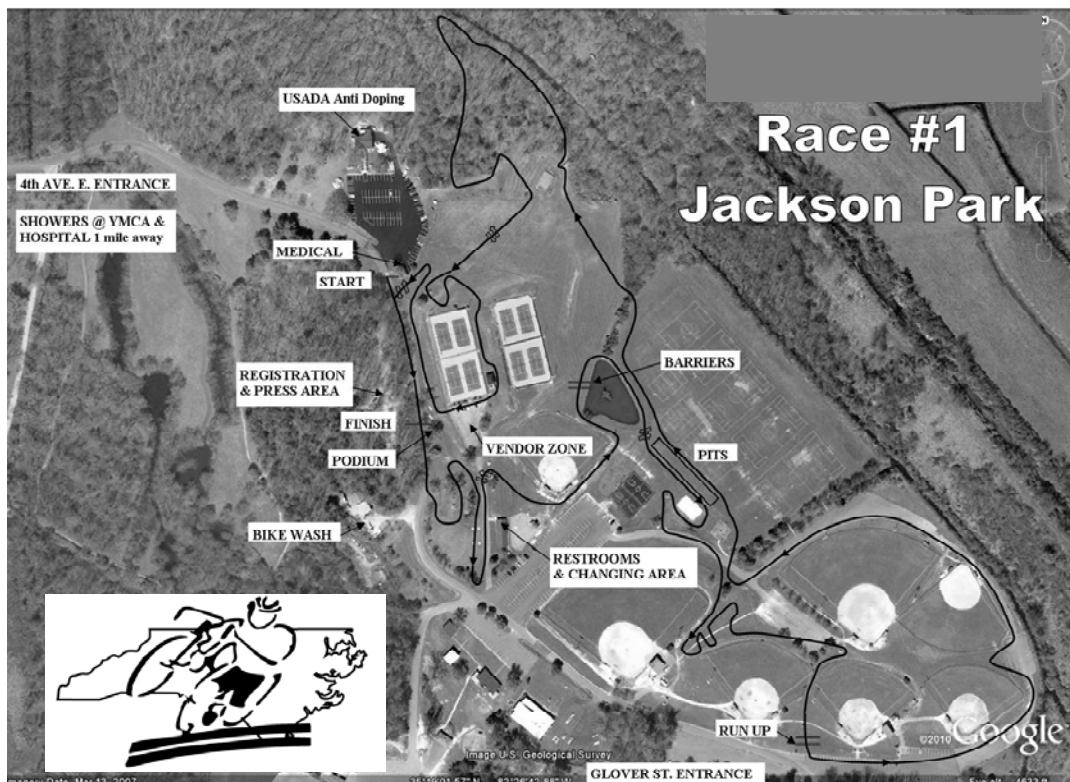 Race #1
Jackson Park
USADA Anti Doping
4th AVE. E. ENTRANCE
SHOWERS @ YMCA &
HOSPITAL 1 mile away
MEDICAL
START
REGISTRATION
& PRESS AREA
FINISH
PODIUM
BARRIERS
VENDOR ZONE
PITS
BIKE WASH
RESTROOMS
& CHANGING AREA
RUN UP
©2010 Google
Image U.S. Geological Survey
GLOVER ST. ENTRANCE